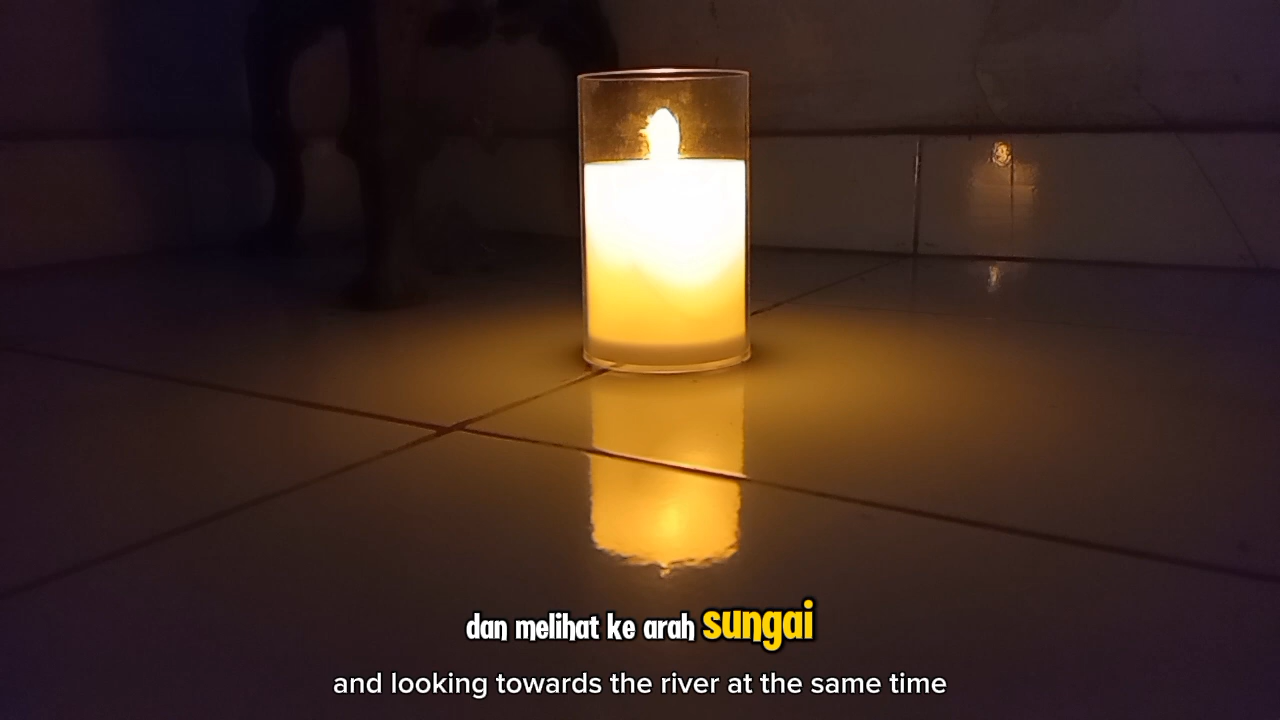 dan melihat ke arah sungai
and looking towards the river at the same time